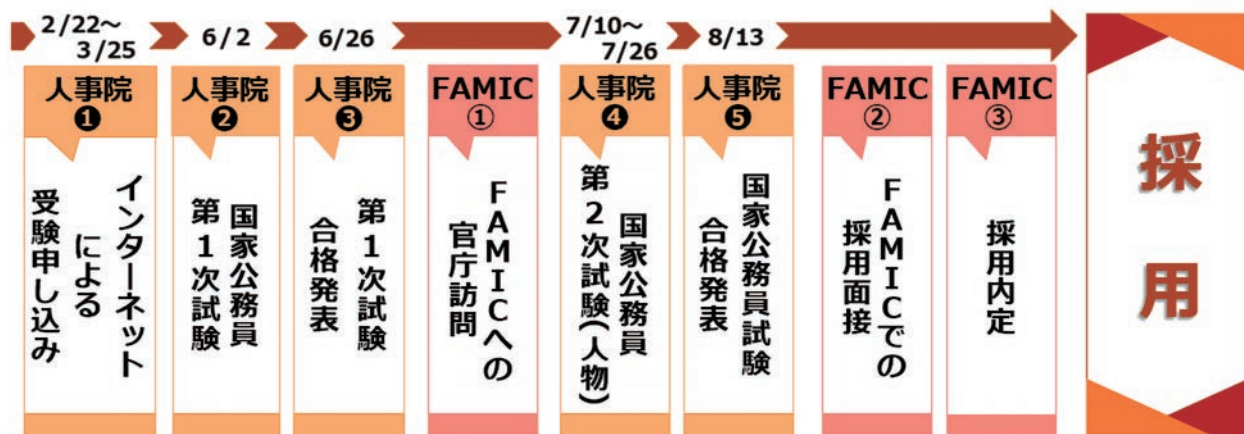 2/22～
3/25
6/2
6/26
7/10～
7/26
8/13
人事院
❶
インターネット
による
受験申し込み
人事院
❷
国家公務員
第1次試験
人事院
❸
第1次試験
合格発表
FAMIC
①
FAMICへの
官庁訪問
人事院
❹
国家公務員
第2次試験(人物)
人事院
❺
国家公務員試験
合格発表
FAMIC
②
FAMICでの
採用面接
FAMIC
③
採用内定
採用